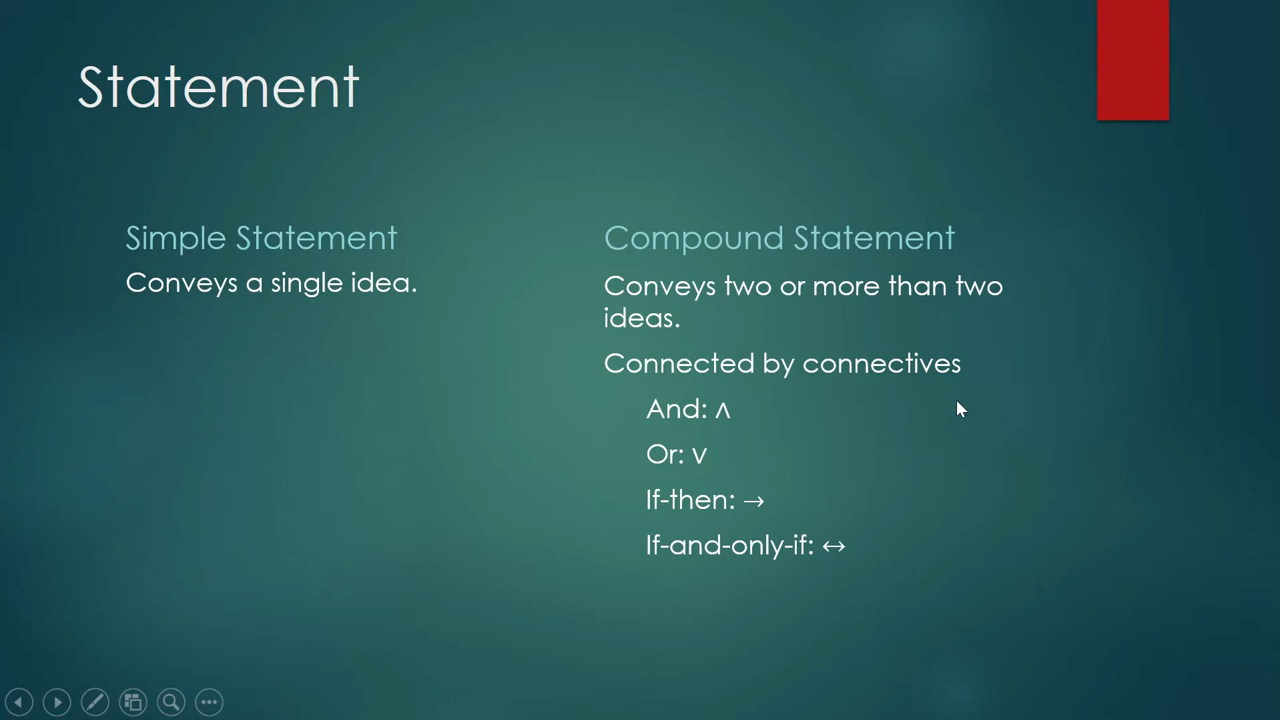 Statement
Simple Statement
Conveys a single idea.
Compound Statement
Conveys two or more than two
ideas.
Connected by connectives
And: ∧
Or: ∨
If-then: →
If-and-only-if: ↔